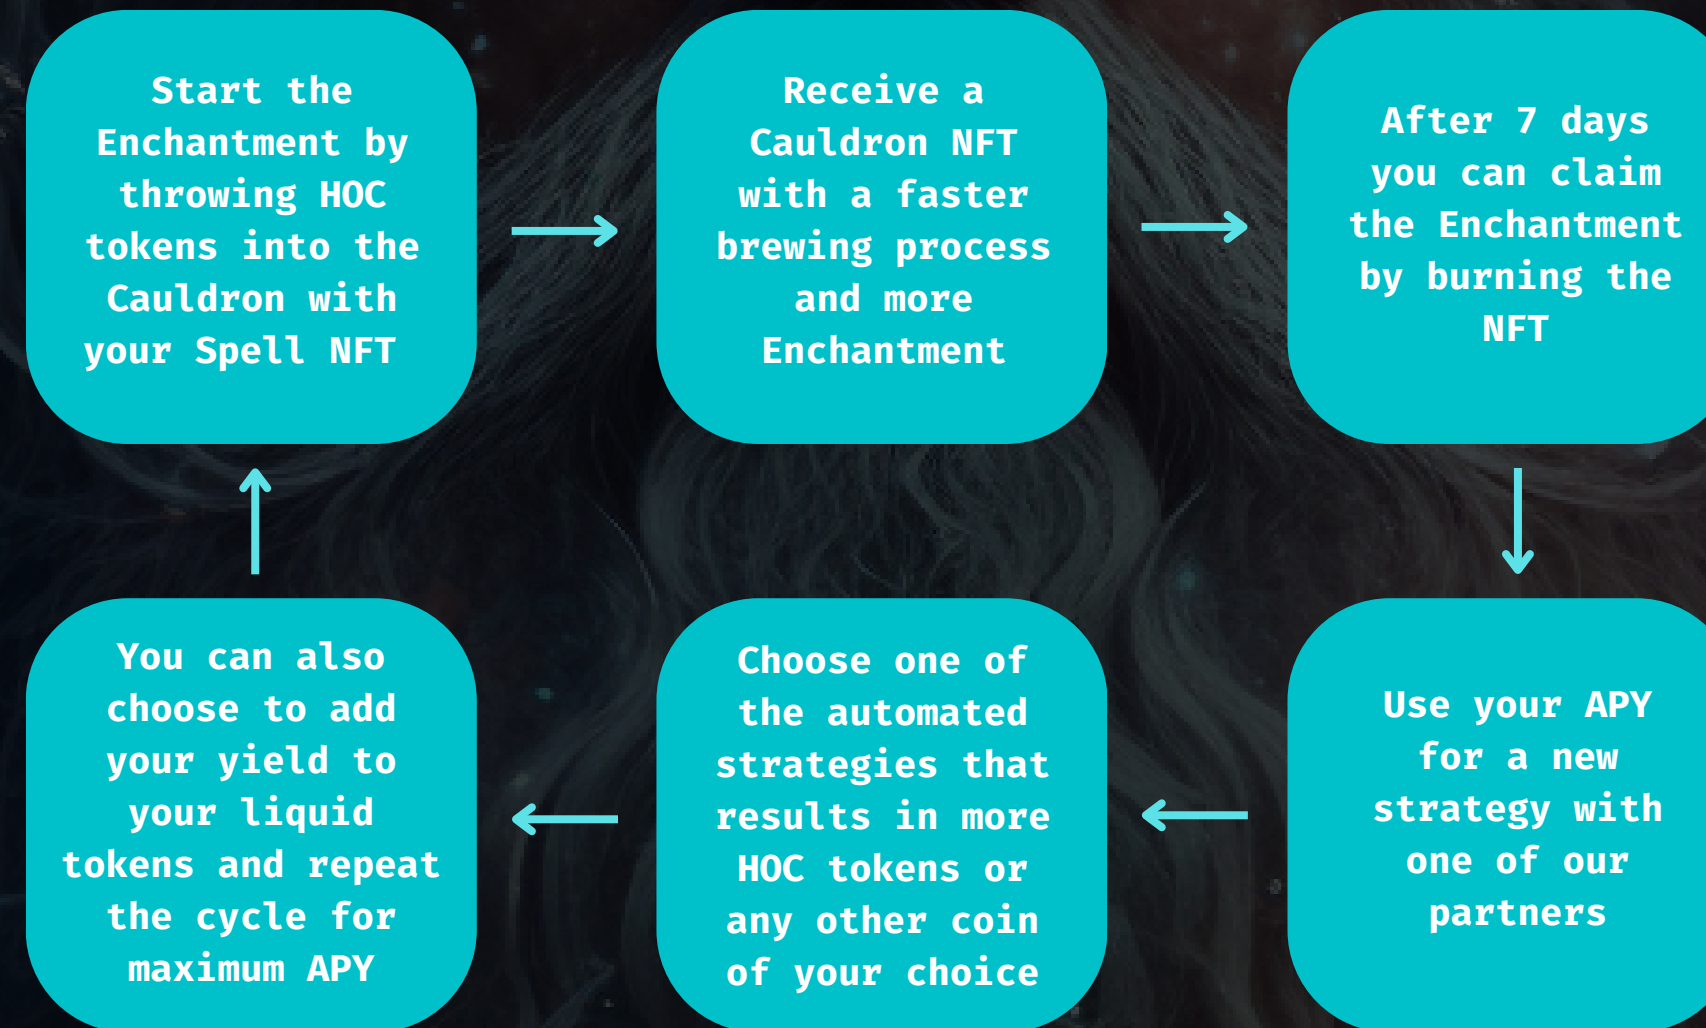 Start the
Enchantment by
throwing HOC
tokens into the
Cauldron with
your Spell NFT
Receive a
Cauldron NFT
with a faster
brewing process
and more
Enchantment
After 7 days
you can claim
the Enchantment
by burning the
NFT
Use your APY
for a new
strategy with
one of our
partners
Choose one of
the automated
strategies that
results in more
HOC tokens or
any other coin
of your choice
You can also
choose to add
your yield to
your liquid
tokens and repeat
the cycle for
maximum APY